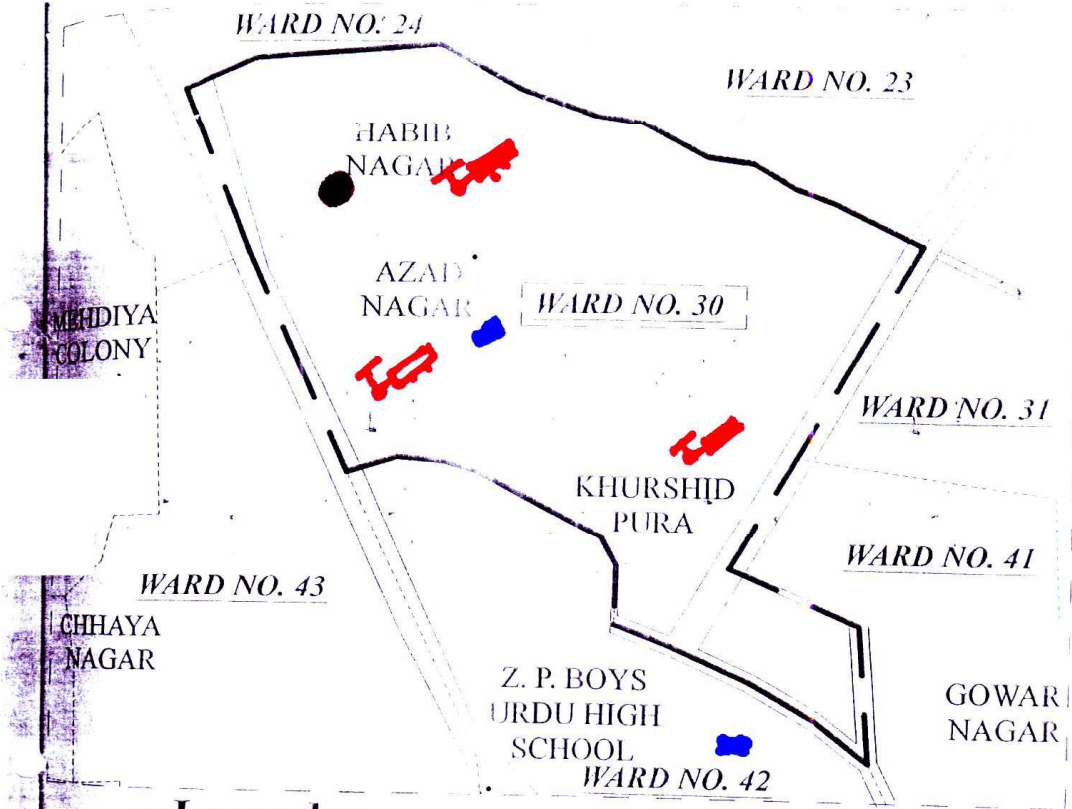 WARD NO. 24
WARD NO. 23
HABIB
NAGAR
AZAD
NAGAR
WARD NO. 30
MEHDIYA
COLONY
WARD NO. 31
KHURSHID
PURA
WARD NO. 41
WARD NO. 43
CHHAYA
NAGAR
Z. P. BOYS
URDU HIGH
SCHOOL
GOWAR
NAGAR
WARD NO. 42